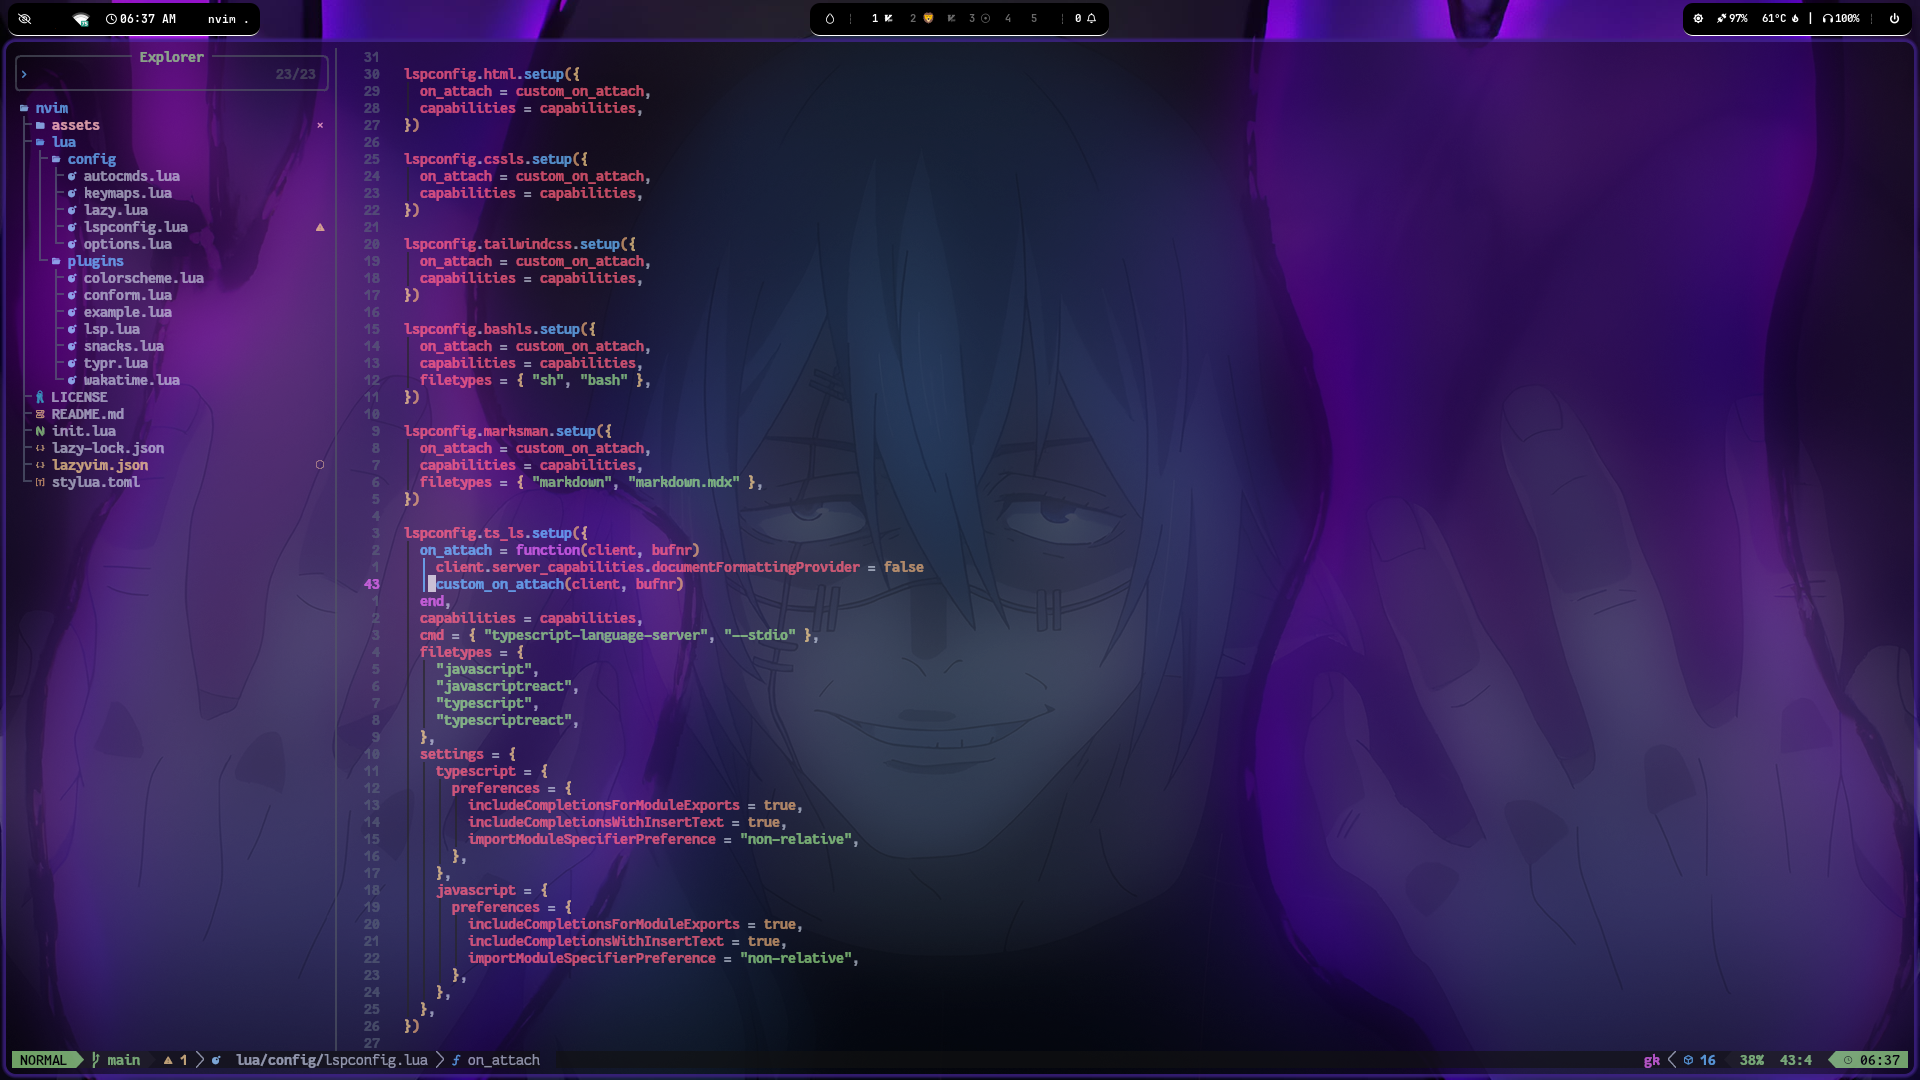 06:37 AM nvim .
1 2 3 4 5 0
97% 61°C 100%
Explorer
› 23/23
nvim
assets ×
lua
config
autocmds.lua
keymaps.lua
lazy.lua
lspconfig.lua
options.lua
plugins
colorscheme.lua
conform.lua
example.lua
lsp.lua
snacks.lua
typr.lua
wakatime.lua
LICENSE
README.md
init.lua
lazy-lock.json
lazyvim.json
stylua.toml
31
30 lspconfig.html.setup({
29 on_attach = custom_on_attach,
28 capabilities = capabilities,
27 })
26
25 lspconfig.cssls.setup({
24 on_attach = custom_on_attach,
23 capabilities = capabilities,
22 })
21
20 lspconfig.tailwindcss.setup({
19 on_attach = custom_on_attach,
18 capabilities = capabilities,
17 })
16
15 lspconfig.bashls.setup({
14 on_attach = custom_on_attach,
13 capabilities = capabilities,
12 filetypes = { "sh", "bash" },
11 })
10
9 lspconfig.marksman.setup({
8 on_attach = custom_on_attach,
7 capabilities = capabilities,
6 filetypes = { "markdown", "markdown.mdx" },
5 })
4
3 lspconfig.ts_ls.setup({
2 on_attach = function(client, bufnr)
1 client.server_capabilities.documentFormattingProvider = false
43 custom_on_attach(client, bufnr)
1 end,
2 capabilities = capabilities,
3 cmd = { "typescript-language-server", "--stdio" },
4 filetypes = {
5 "javascript",
6 "javascriptreact",
7 "typescript",
8 "typescriptreact",
9 },
10 settings = {
11 typescript = {
12 preferences = {
13 includeCompletionsForModuleExports = true,
14 includeCompletionsWithInsertText = true,
15 importModuleSpecifierPreference = "non-relative",
16 },
17 },
18 javascript = {
19 preferences = {
20 includeCompletionsForModuleExports = true,
21 includeCompletionsWithInsertText = true,
22 importModuleSpecifierPreference = "non-relative",
23 },
24 },
25 },
26 })
27
NORMAL main 1 lua/config/lspconfig.lua on_attach gk 16 38% 43:4 06:37